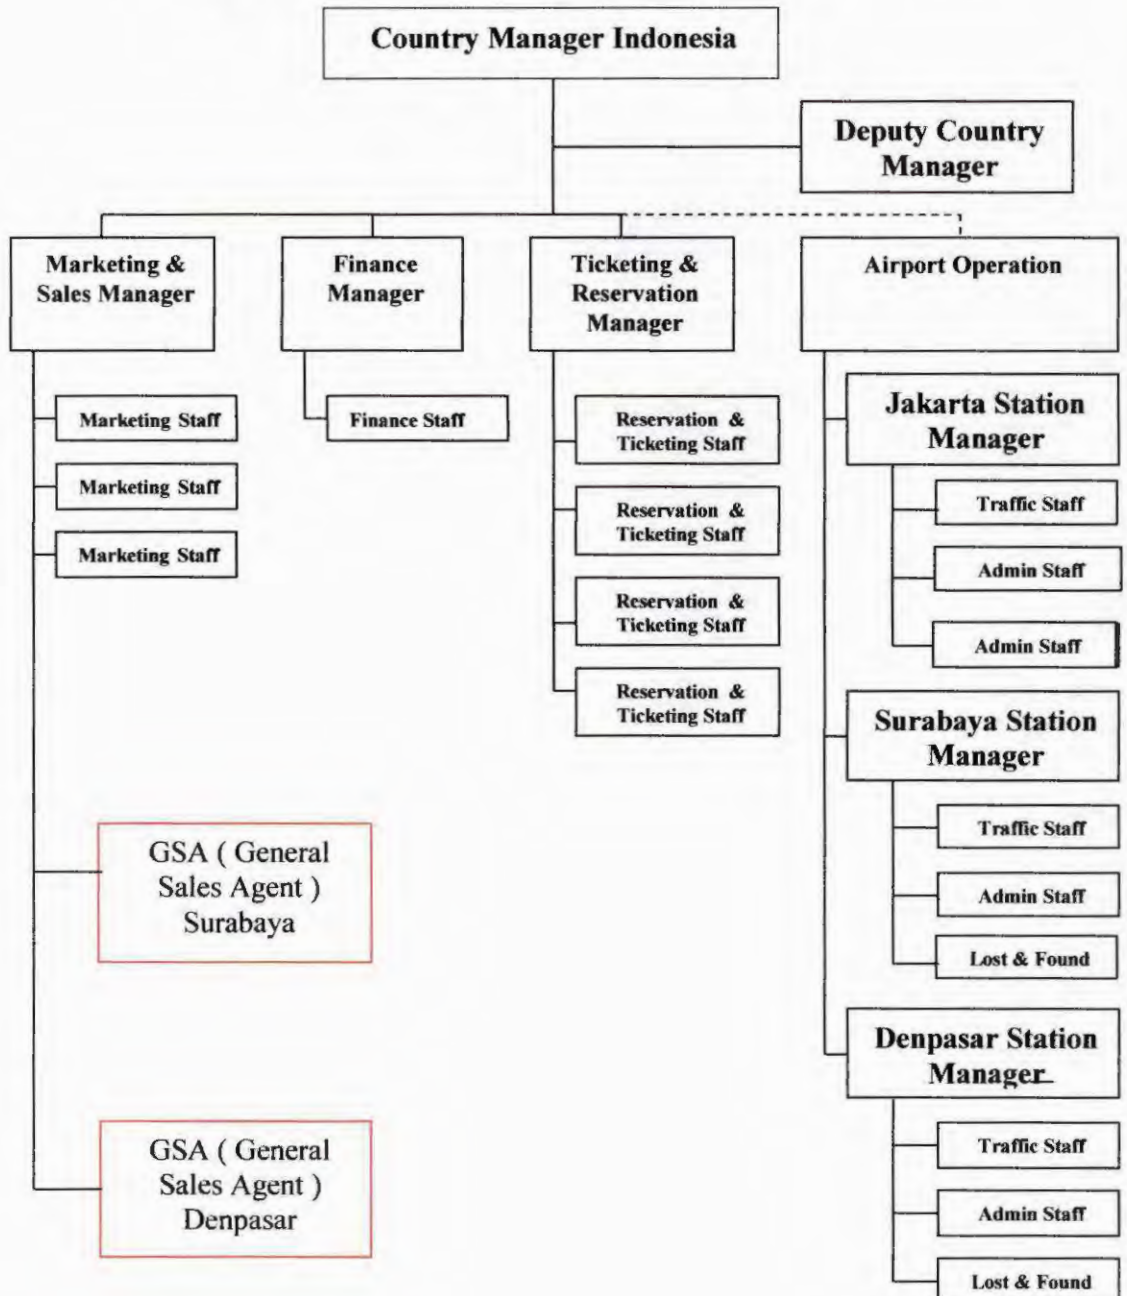 Country Manager Indonesia
Deputy Country
Manager
Marketing &
Sales Manager
Finance
Manager
Ticketing &
Reservation
Manager
Airport Operation
Marketing Staff
Marketing Staff
Marketing Staff
Finance Staff
Reservation &
Ticketing Staff
Reservation &
Ticketing Staff
Reservation &
Ticketing Staff
Reservation &
Ticketing Staff
Jakarta Station
Manager
Traffic Staff
Admin Staff
Admin Staff
Surabaya Station
Manager
Traffic Staff
Admin Staff
Lost & Found
Denpasar Station
Manager
Traffic Staff
Admin Staff
Lost & Found
GSA ( General
Sales Agent )
Surabaya
GSA ( General
Sales Agent )
Denpasar